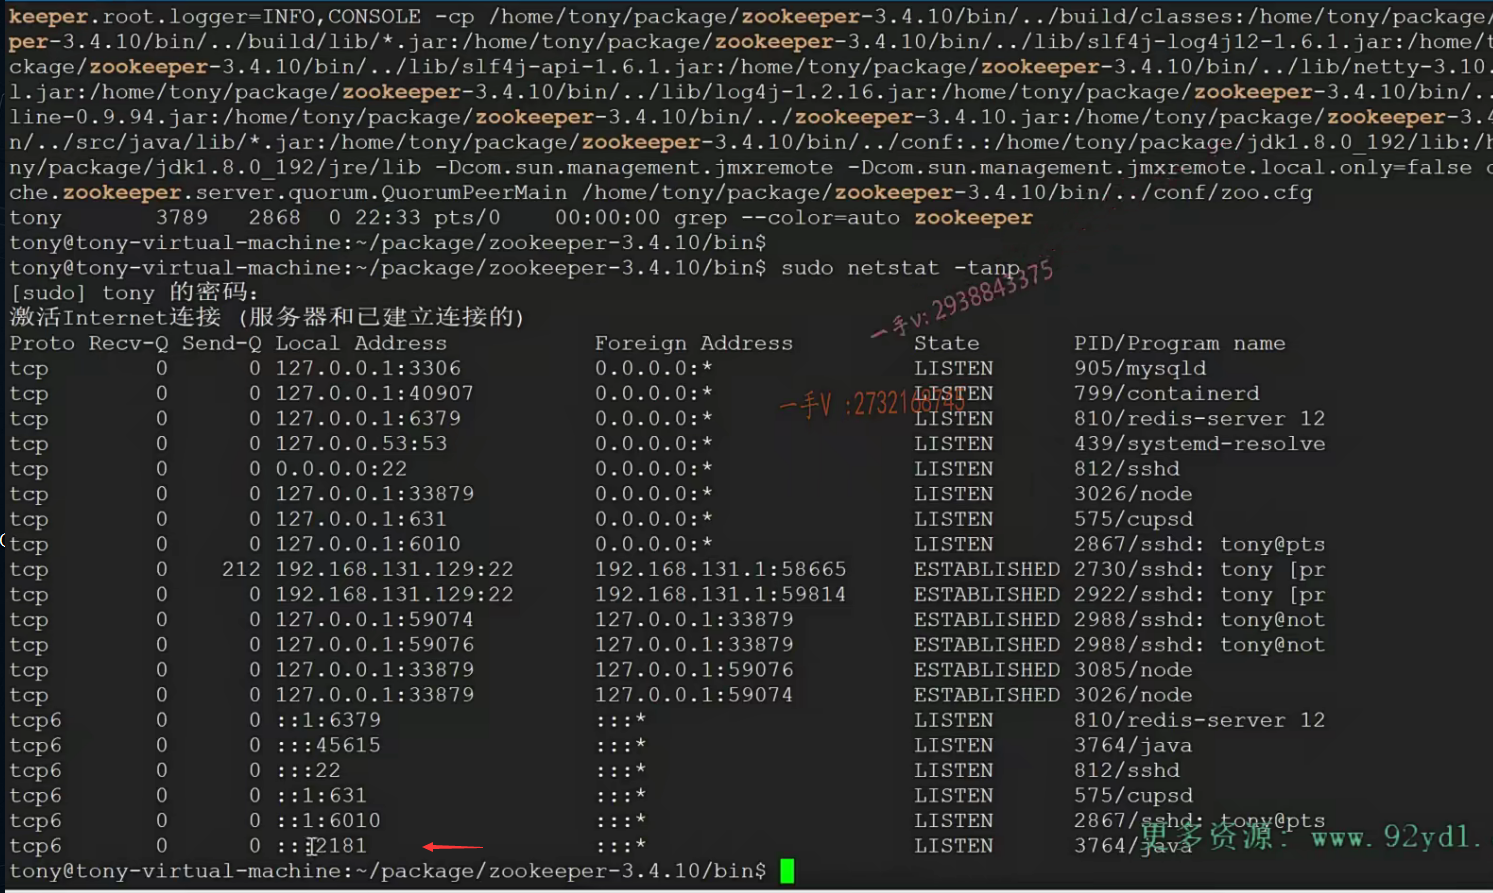 keeper.root.logger=INFO,CONSOLE -cp /home/tony/package/zookeeper-3.4.10/bin/../build/classes:/home/tony/package/
per-3.4.10/bin/../build/lib/*.jar:/home/tony/package/zookeeper-3.4.10/bin/../lib/slf4j-log4j12-1.6.1.jar:/home/t
ckage/zookeeper-3.4.10/bin/../lib/slf4j-api-1.6.1.jar:/home/tony/package/zookeeper-3.4.10/bin/../lib/netty-3.10.
l.jar:/home/tony/package/zookeeper-3.4.10/bin/../lib/log4j-1.2.16.jar:/home/tony/package/zookeeper-3.4.10/bin/..
line-0.9.94.jar:/home/tony/package/zookeeper-3.4.10/bin/../zookeeper-3.4.10.jar:/home/tony/package/zookeeper-3.4
n/../src/java/lib/*.jar:/home/tony/package/zookeeper-3.4.10/bin/../conf:.:/home/tony/package/jdk1.8.0_192/lib:/h
ny/package/jdk1.8.0_192/jre/lib -Dcom.sun.management.jmxremote -Dcom.sun.management.jmxremote.local.only=false o
che.zookeeper.server.quorum.QuorumPeerMain /home/tony/package/zookeeper-3.4.10/bin/../conf/zoo.cfg
tony 3789 2868 0 22:33 pts/0 00:00:00 grep --color=auto zookeeper
tony@tony-virtual-machine:~/package/zookeeper-3.4.10/bin$
tony@tony-virtual-machine:~/package/zookeeper-3.4.10/bin$ sudo netstat -tanp
[sudo] tony 的密码:
一手v: 2938843375
激活Internet连接 (服务器和已建立连接的)
Proto Recv-Q Send-Q Local Address Foreign Address State PID/Program name
tcp 0 0 127.0.0.1:3306 0.0.0.0:* LISTEN 905/mysqld
tcp 0 0 127.0.0.1:40907 0.0.0.0:* LISTEN 799/containerd
一手V :2732168743
tcp 0 0 127.0.0.1:6379 0.0.0.0:* LISTEN 810/redis-server 12
tcp 0 0 127.0.0.53:53 0.0.0.0:* LISTEN 439/systemd-resolve
tcp 0 0 0.0.0.0:22 0.0.0.0:* LISTEN 812/sshd
tcp 0 0 127.0.0.1:33879 0.0.0.0:* LISTEN 3026/node
tcp 0 0 127.0.0.1:631 0.0.0.0:* LISTEN 575/cupsd
tcp 0 0 127.0.0.1:6010 0.0.0.0:* LISTEN 2867/sshd: tony@pts
tcp 0 212 192.168.131.129:22 192.168.131.1:58665 ESTABLISHED 2730/sshd: tony [pr
tcp 0 0 192.168.131.129:22 192.168.131.1:59814 ESTABLISHED 2922/sshd: tony [pr
tcp 0 0 127.0.0.1:59074 127.0.0.1:33879 ESTABLISHED 2988/sshd: tony@not
tcp 0 0 127.0.0.1:59076 127.0.0.1:33879 ESTABLISHED 2988/sshd: tony@not
tcp 0 0 127.0.0.1:33879 127.0.0.1:59076 ESTABLISHED 3085/node
tcp 0 0 127.0.0.1:33879 127.0.0.1:59074 ESTABLISHED 3026/node
tcp6 0 0 ::1:6379 :::* LISTEN 810/redis-server 12
tcp6 0 0 :::45615 :::* LISTEN 3764/java
tcp6 0 0 :::22 :::* LISTEN 812/sshd
tcp6 0 0 ::1:631 :::* LISTEN 575/cupsd
tcp6 0 0 ::1:6010 :::* LISTEN 2867/sshd: tony@pts
tcp6 0 0 :::2181 :::* LISTEN 3764/java
更多资源: www.92yd1.
tony@tony-virtual-machine:~/package/zookeeper-3.4.10/bin$